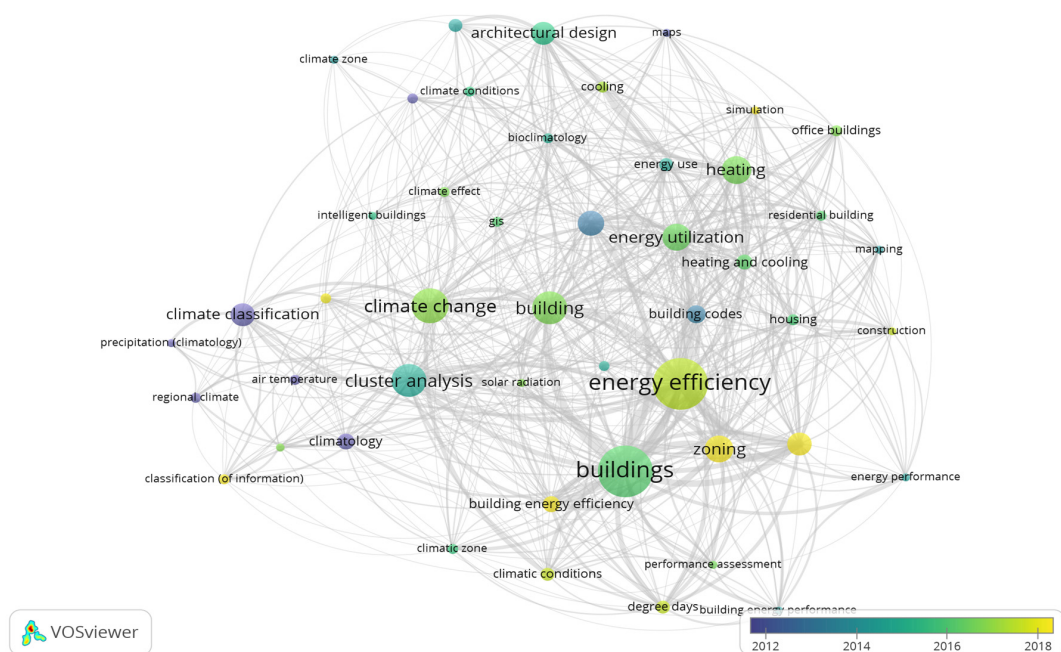 architectural design
maps
climate zone
cooling
climate conditions
simulation
office buildings
bioclimatology
energy use
heating
climate effect
intelligent buildings
gis
residential building
energy utilization
mapping
heating and cooling
climate change
building
climate classification
building codes
housing
construction
precipitation (climatology)
air temperature
cluster analysis
solar radiation
energy efficiency
regional climate
climatology
zoning
buildings
classification (of information)
energy performance
building energy efficiency
climatic zone
climatic conditions
performance assessment
degree days
building energy performance
VOSviewer
2012 2014 2016 2018